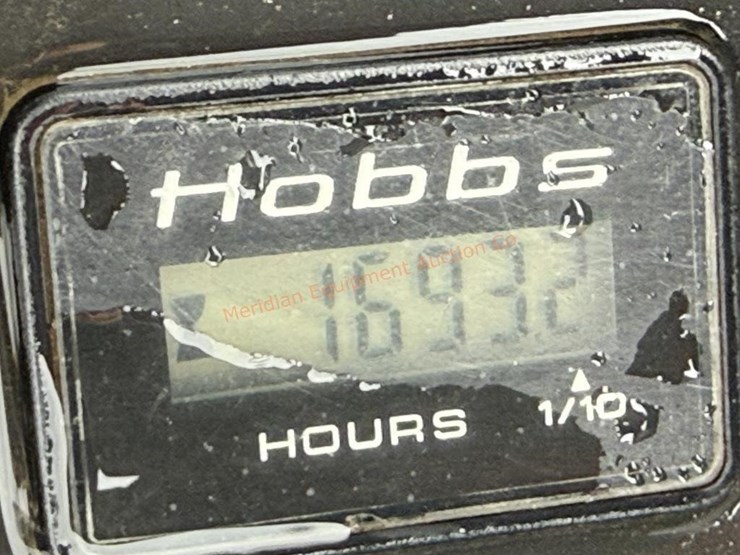 Hobbs
16932
Meridian Equipment Auction Co.
HOURS
1/10